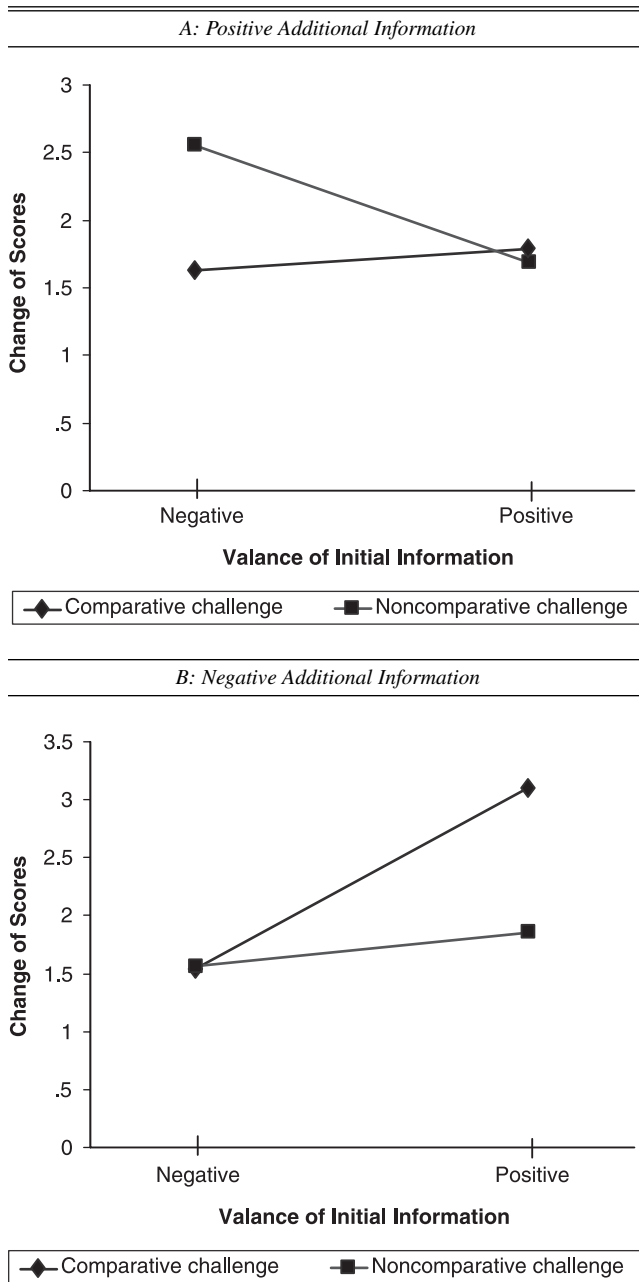 A: Positive Additional Information
3
2.5
2
1.5
1
.5
0
Change of Scores
Negative
Positive
Valance of Initial Information
Comparative challenge
Noncomparative challenge
B: Negative Additional Information
3.5
3
2.5
2
1.5
1
.5
0
Change of Scores
Negative
Positive
Valance of Initial Information
Comparative challenge
Noncomparative challenge